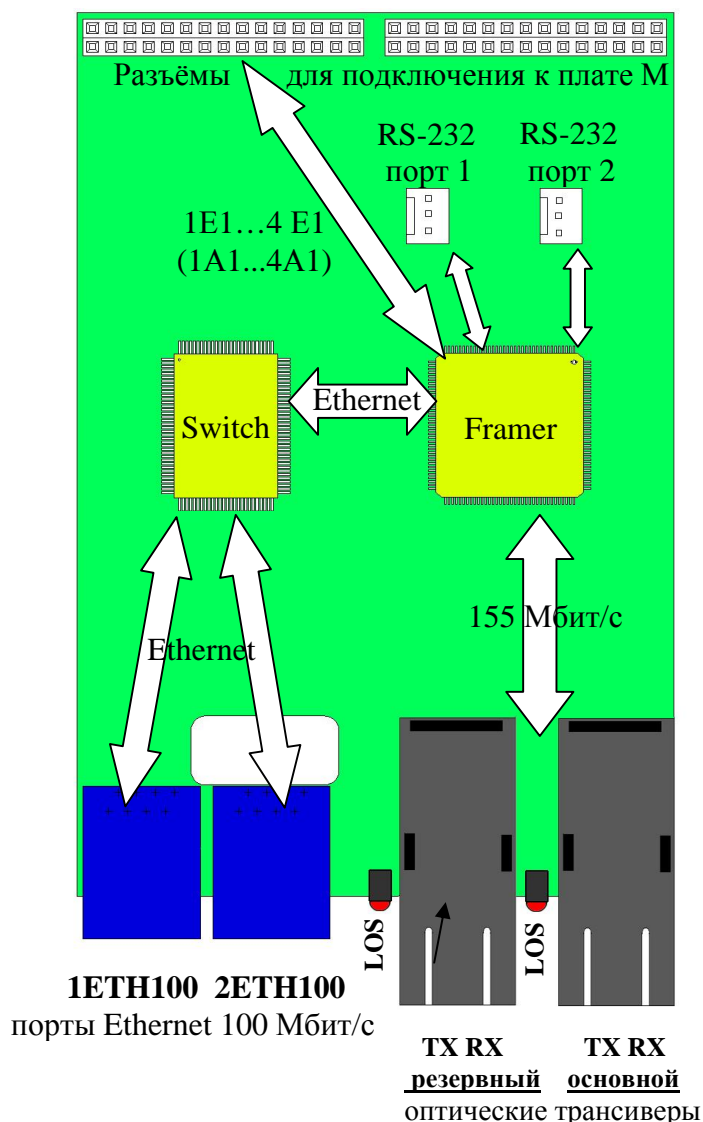 Разъёмы для подключения к плате М
RS-232
порт 1
RS-232
порт 2
1E1…4 E1
(1A1...4A1)
Ethernet
Switch
Framer
155 Мбит/с
Ethernet
LOS
LOS
1ETH100 2ETH100
порты Ethernet 100 Мбит/с
TX RX TX RX
резервный основной
оптические трансиверы